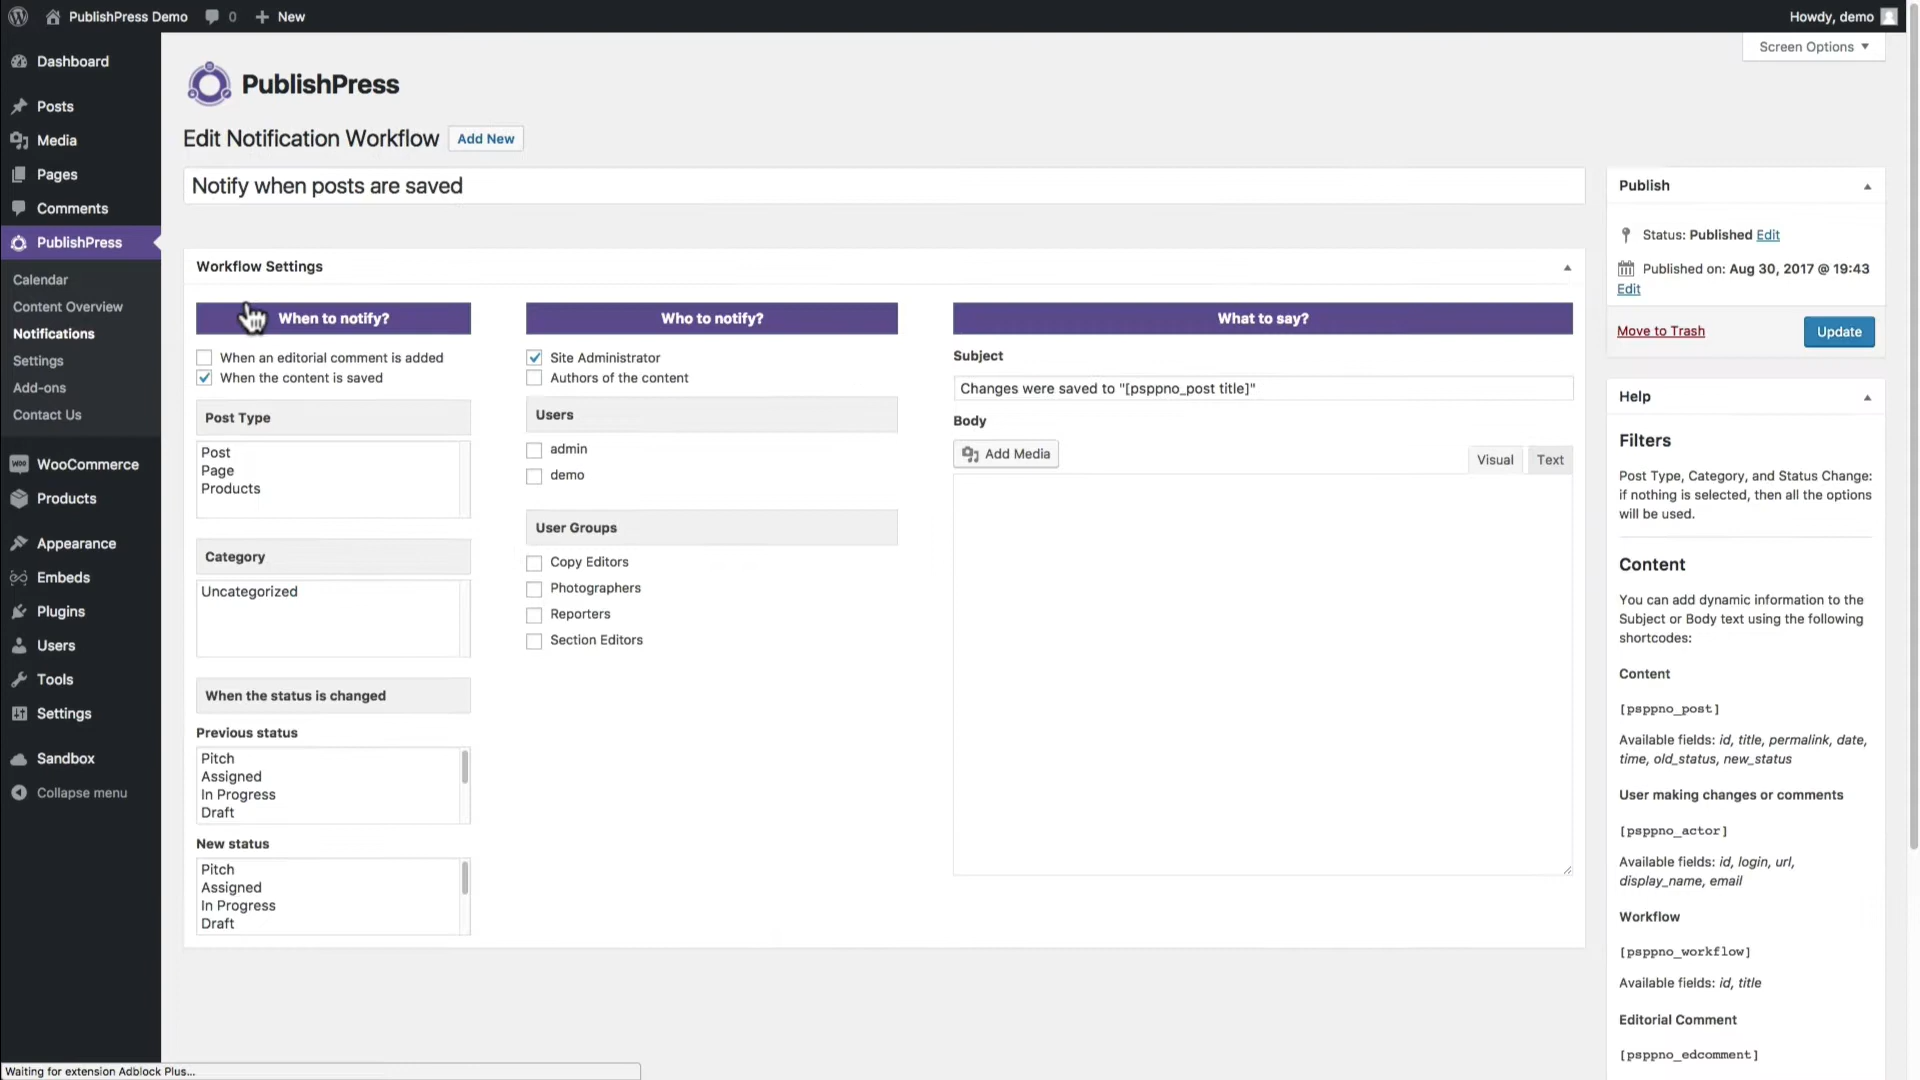 PublishPress Demo 0 New Howdy, demo
Screen Options
Dashboard
Posts
Media
Pages
Comments
PublishPress
Calendar
Content Overview
Notifications
Settings
Add-ons
Contact Us
WooCommerce
Products
Appearance
Embeds
Plugins
Users
Tools
Settings
Sandbox
Collapse menu
PublishPress
Edit Notification Workflow Add New
Notify when posts are saved
Workflow Settings
When to notify?
When an editorial comment is added
When the content is saved
Post Type
Post
Page
Products
Category
Uncategorized
When the status is changed
Previous status
Pitch
Assigned
In Progress
Draft
New status
Pitch
Assigned
In Progress
Draft
Who to notify?
Site Administrator
Authors of the content
Users
admin
demo
User Groups
Copy Editors
Photographers
Reporters
Section Editors
What to say?
Subject
Changes were saved to "[psppno_post title]"
Body
Add Media Visual Text
Publish
Status: Published Edit
Published on: Aug 30, 2017 @ 19:43
Edit
Move to Trash Update
Help
Filters
Post Type, Category, and Status Change:
if nothing is selected, then all the options
will be used.
Content
You can add dynamic information to the
Subject or Body text using the following
shortcodes:
Content
[psppno_post]
Available fields: id, title, permalink, date,
time, old_status, new_status
User making changes or comments
[psppno_actor]
Available fields: id, login, url,
display_name, email
Workflow
[psppno_workflow]
Available fields: id, title
Editorial Comment
[psppno_edcomment]
Waiting for extension Adblock Plus...